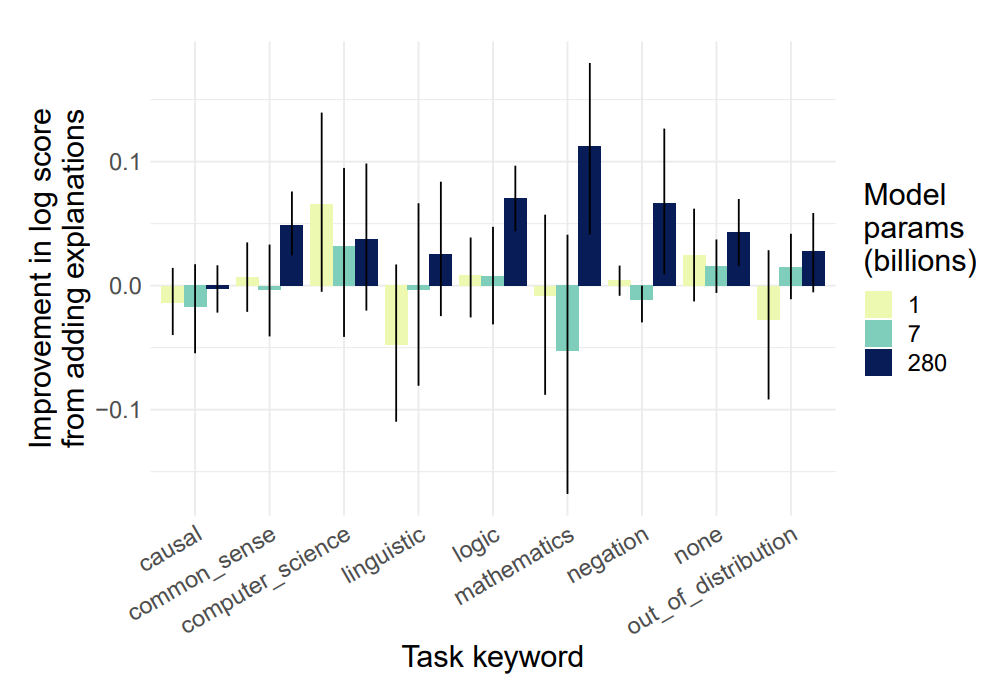 Improvement in log score
from adding explanations
0.1
0.0
−0.1
causal
common_sense
computer_science
linguistic
logic
mathematics
negation
none
out_of_distribution
Task keyword
Model
params
(billions)
1
7
280